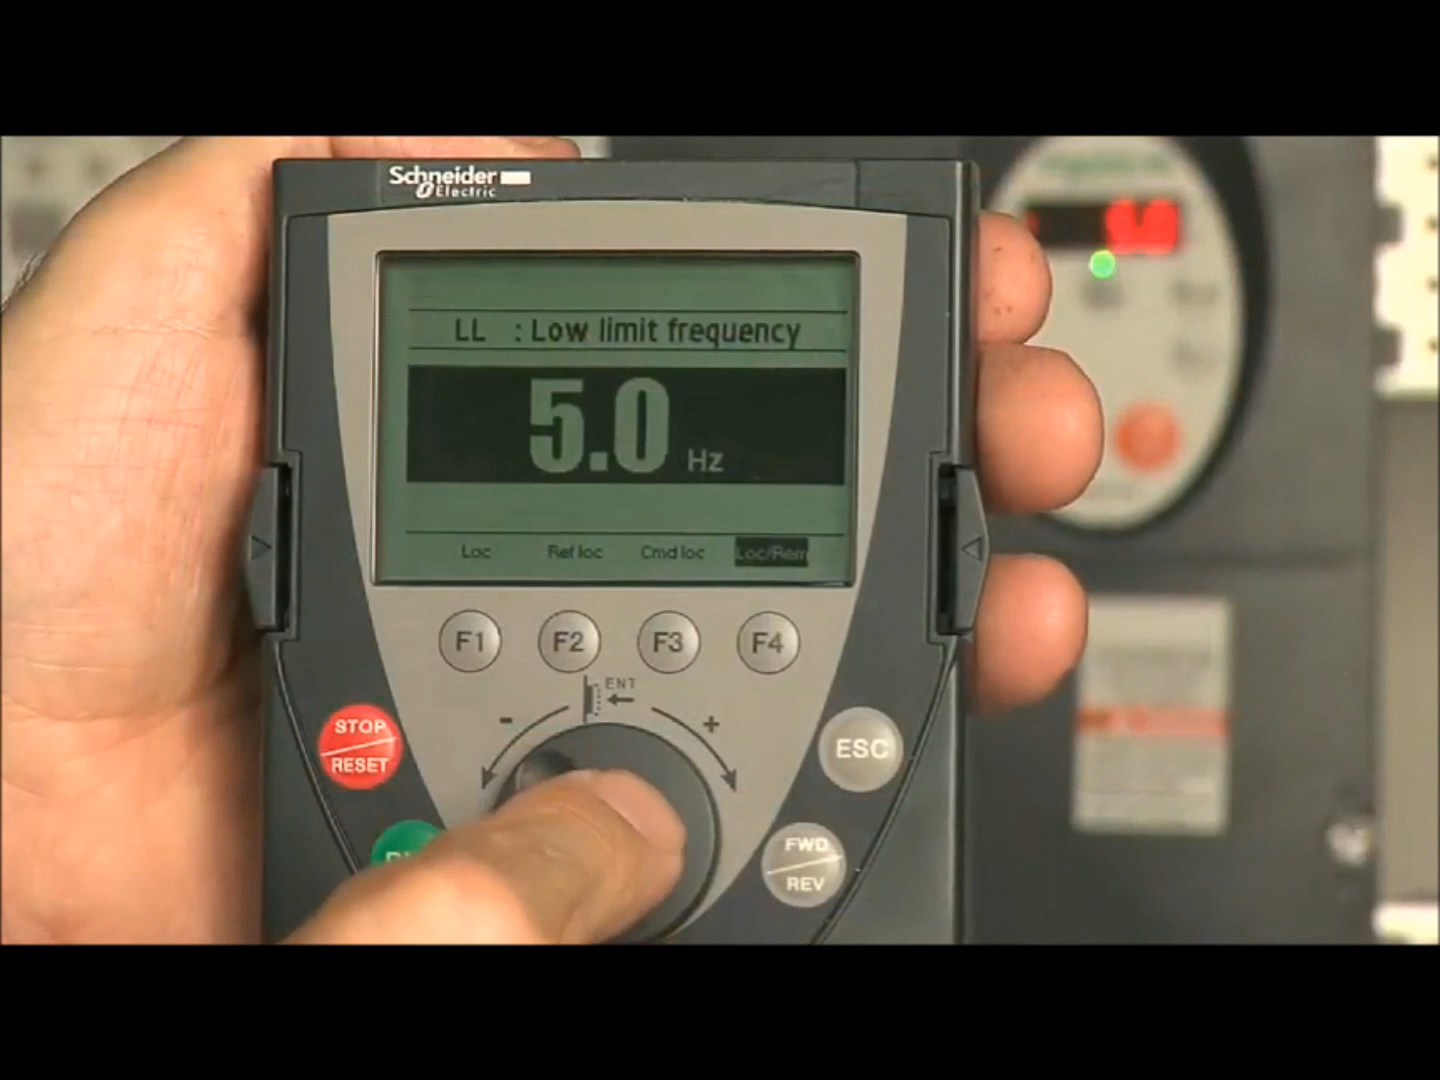 Schneider
Electric
LL : Low limit frequency
5.0 Hz
Loc Ref loc Cmd loc Loc/Rem
F1 F2 F3 F4
ENT
- +
STOP
RESET
ESC
FWD
REV